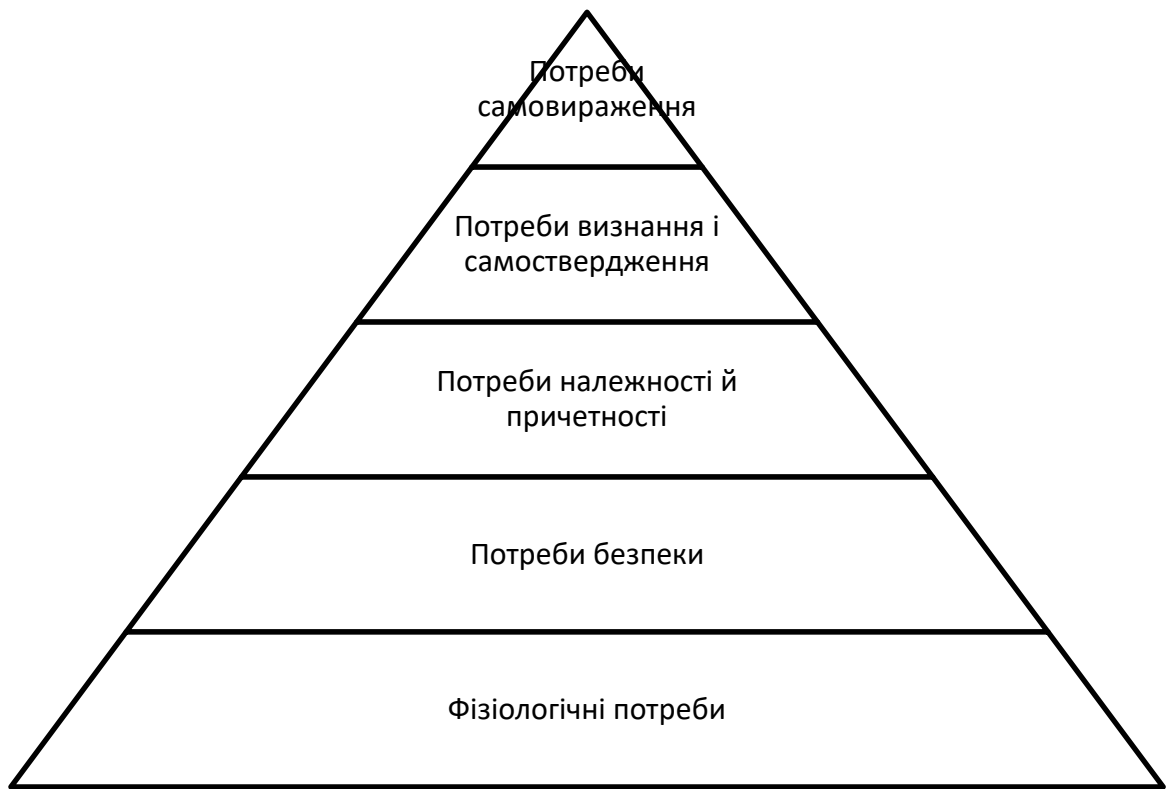 Потреби
самовираження
Потреби визнання і
самоствердження
Потреби належності й
причетності
Потреби безпеки
Фізіологічні потреби